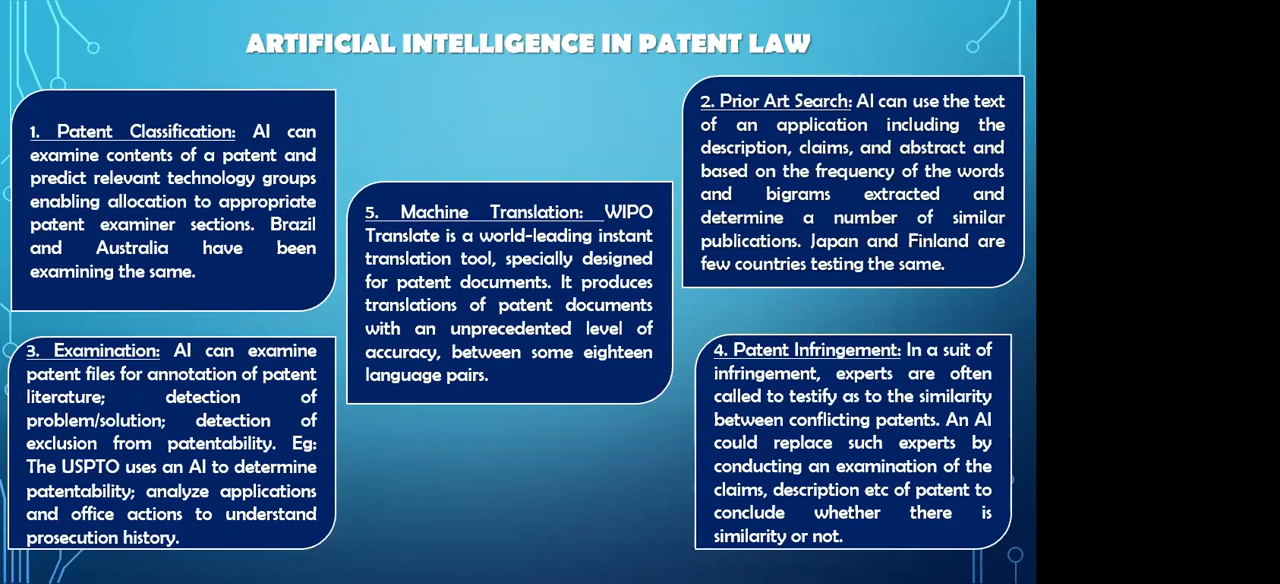 ARTIFICIAL INTELLIGENCE IN PATENT LAW
1. Patent Classification: AI can
examine contents of a patent and
predict relevant technology groups
enabling allocation to appropriate
patent examiner sections. Brazil
and Australia have been
examining the same.
2. Prior Art Search: AI can use the text
of an application including the
description, claims, and abstract and
based on the frequency of the words
and bigrams extracted and
determine a number of similar
publications. Japan and Finland are
few countries testing the same.
3. Examination: AI can examine
patent files for annotation of patent
literature; detection of
problem/solution; detection of
exclusion from patentability. Eg:
The USPTO uses an AI to determine
patentability; analyze applications
and office actions to understand
prosecution history.
4. Patent Infringement: In a suit of
infringement, experts are often
called to testify as to the similarity
between conflicting patents. An AI
could replace such experts by
conducting an examination of the
claims, description etc of patent to
conclude whether there is
similarity or not.
5. Machine Translation: WIPO
Translate is a world-leading instant
translation tool, specially designed
for patent documents. It produces
translations of patent documents
with an unprecedented level of
accuracy, between some eighteen
language pairs.